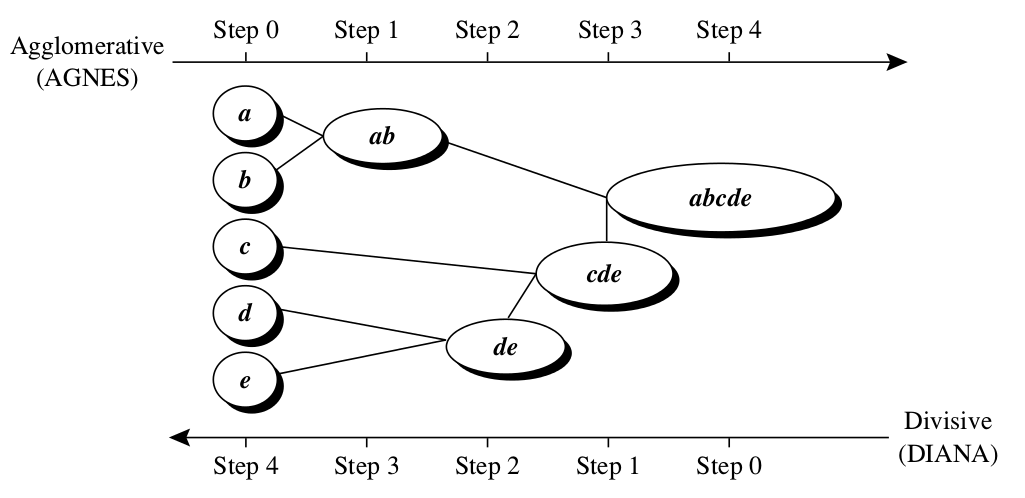 Step 0 Step 1 Step 2 Step 3 Step 4
Agglomerative
(AGNES)
a
ab
b
abcde
c
cde
d
de
e
Divisive
(DIANA)
Step 4 Step 3 Step 2 Step 1 Step 0